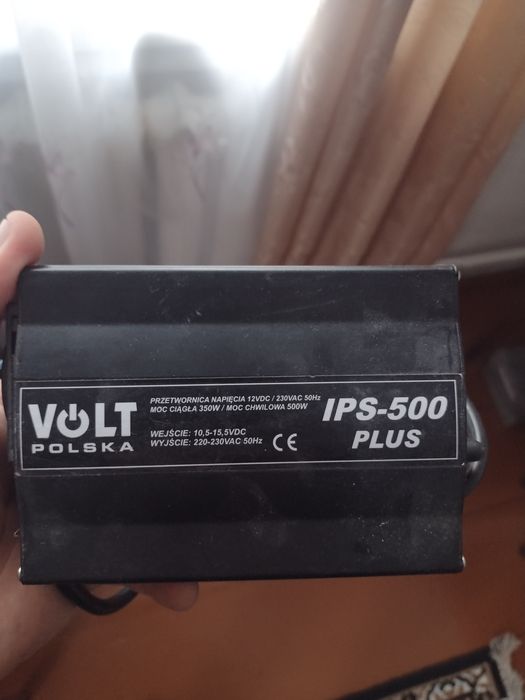 VOLT
POLSKA
PRZETWORNICA NAPIĘCIA 12VDC / 230VAC 50Hz
MOC CIĄGŁA 350W / MOC CHWILOWA 500W
WEJŚCIE: 10,5-15,5VDC
WYJŚCIE: 220-230VAC 50Hz
CE
IPS-500
PLUS